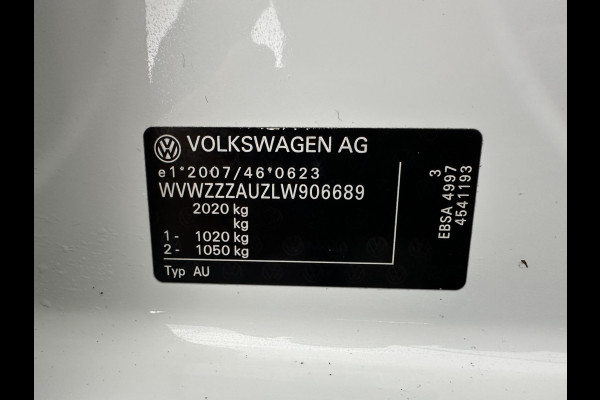 VOLKSWAGEN AG
e1*2007/46*0623
WVWZZZAUZLW906689
2020 kg
kg
1- 1020 kg
2- 1050 kg
Typ AU
3
EBSA 4997
4541193